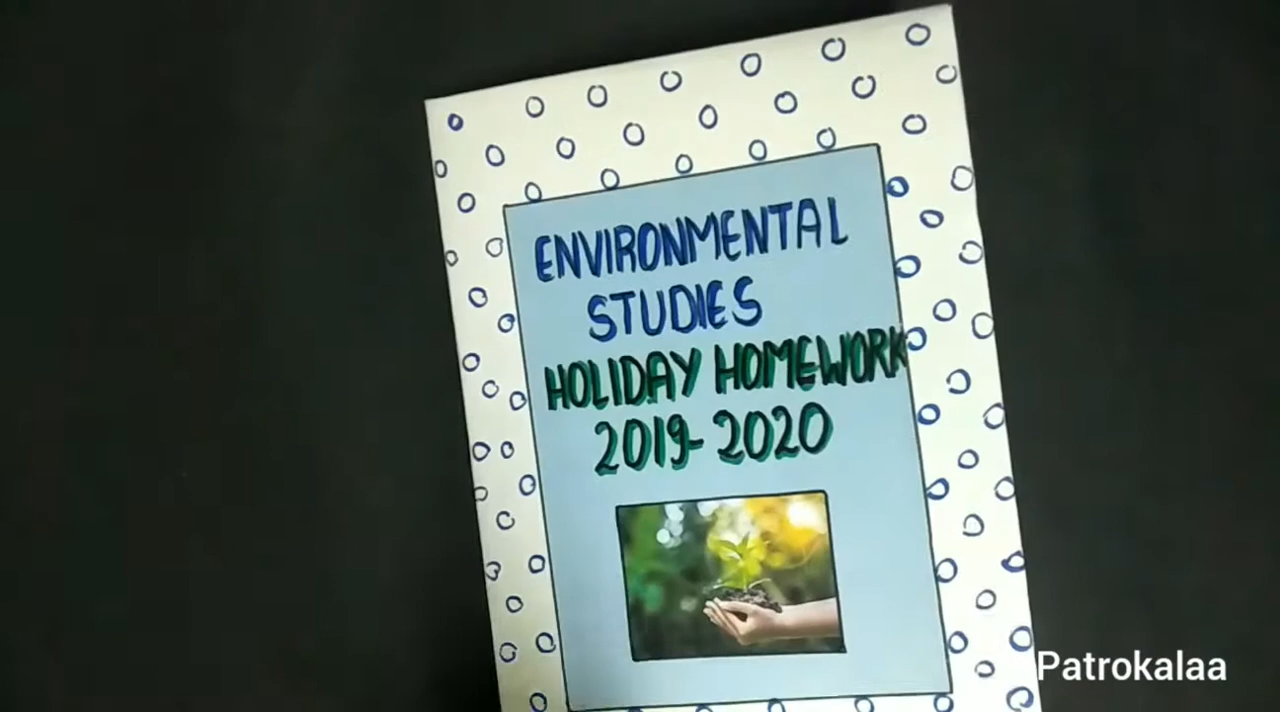 ENVIRONMENTAL
STUDIES
HOLIDAY HOMEWORK
2019-2020
Patrokalaa